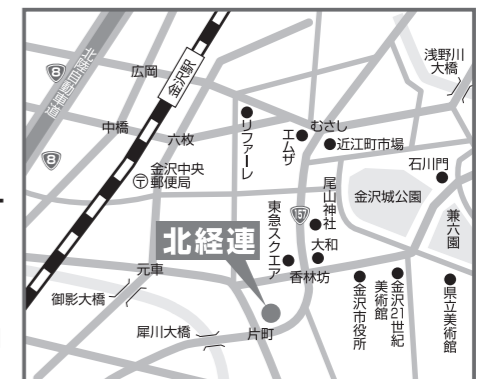 北陸自動車道
8
8
広岡
金沢駅
中橋
六枚
金沢中央
郵便局
リファーレ
エムザ
むさし
近江町市場
浅野川
大橋
石川門
金沢城公園
兼六園
尾山神社
157
東急スクエア
大和
香林坊
北経連
元車
御影大橋
犀川大橋
片町
金沢市役所
金沢21世紀
美術館
県立美術館